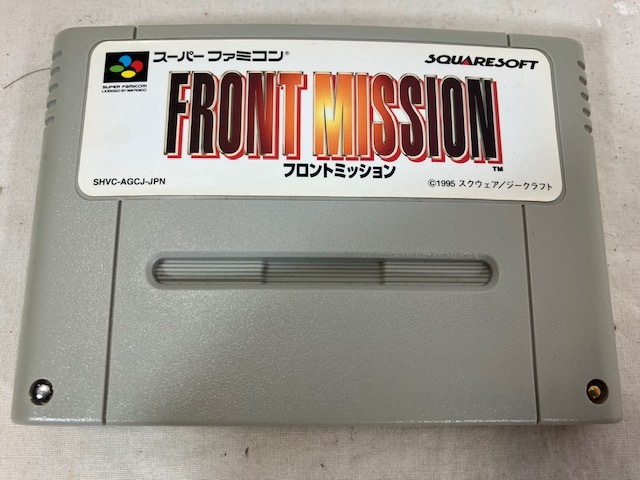 スーパーファミコン®
SQUARESOFT
SUPER FAMICOM
LICENSED BY NINTENDO
FRONT MISSION™
フロントミッション
SHVC-AGCJ-JPN
©1995 スクウェア/ジークラフト